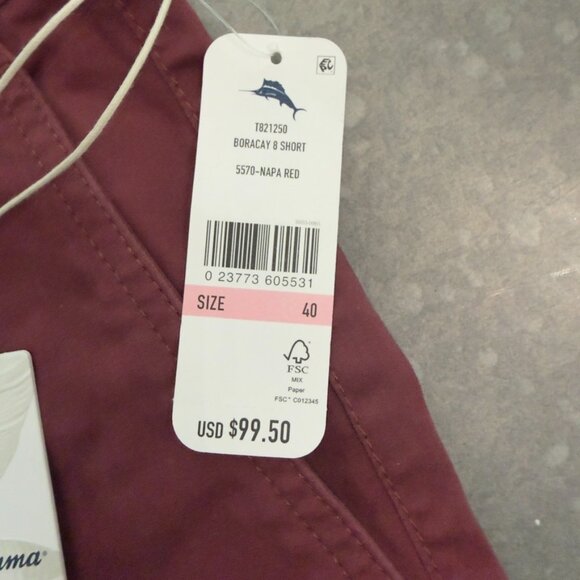 T821250
BORACAY 8 SHORT
5570-NAPA RED
0 23773 605531
SIZE 40
FSC
MIX
Paper
FSC® C012345
USD $99.50
ama®